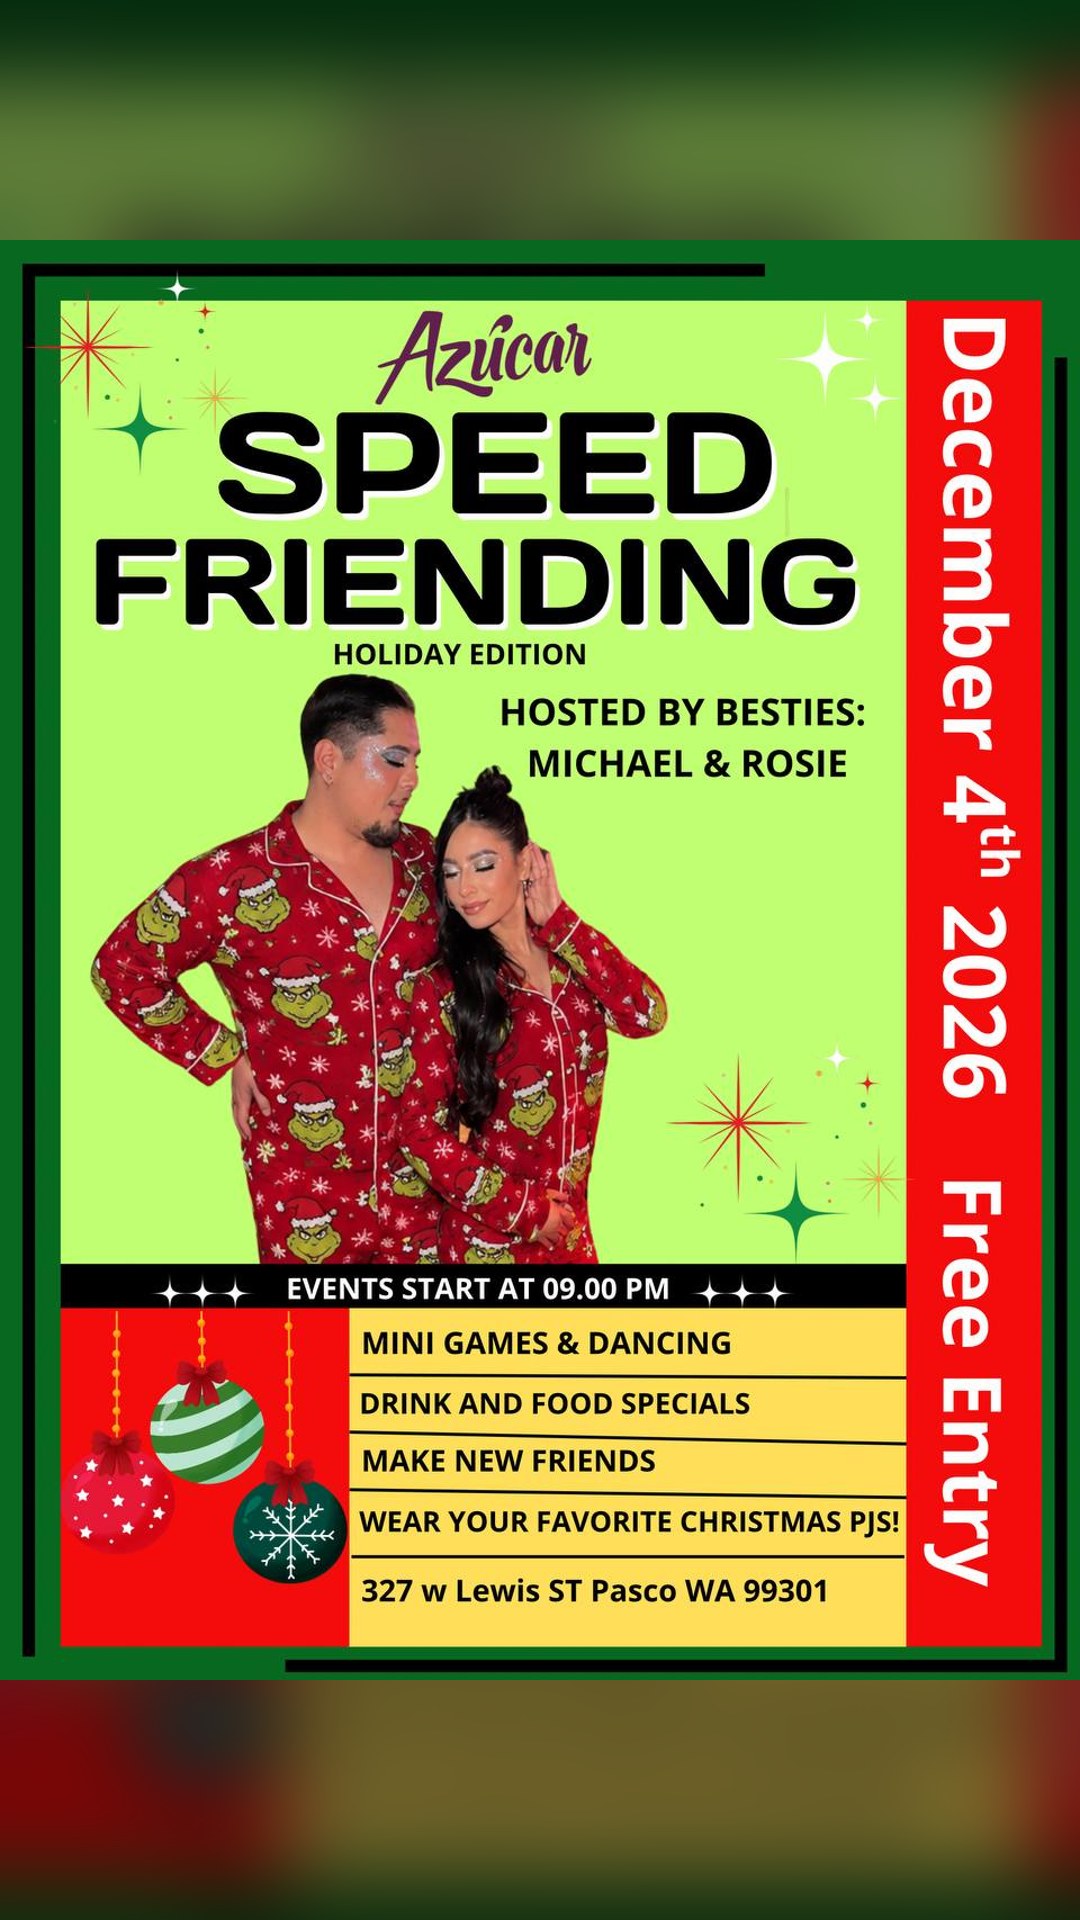 Azúcar
SPEED
FRIENDING
HOLIDAY EDITION
HOSTED BY BESTIES:
MICHAEL & ROSIE
EVENTS START AT 09.00 PM
MINI GAMES & DANCING
DRINK AND FOOD SPECIALS
MAKE NEW FRIENDS
WEAR YOUR FAVORITE CHRISTMAS PJS!
327 w Lewis ST Pasco WA 99301
December 4th 2026 Free Entry